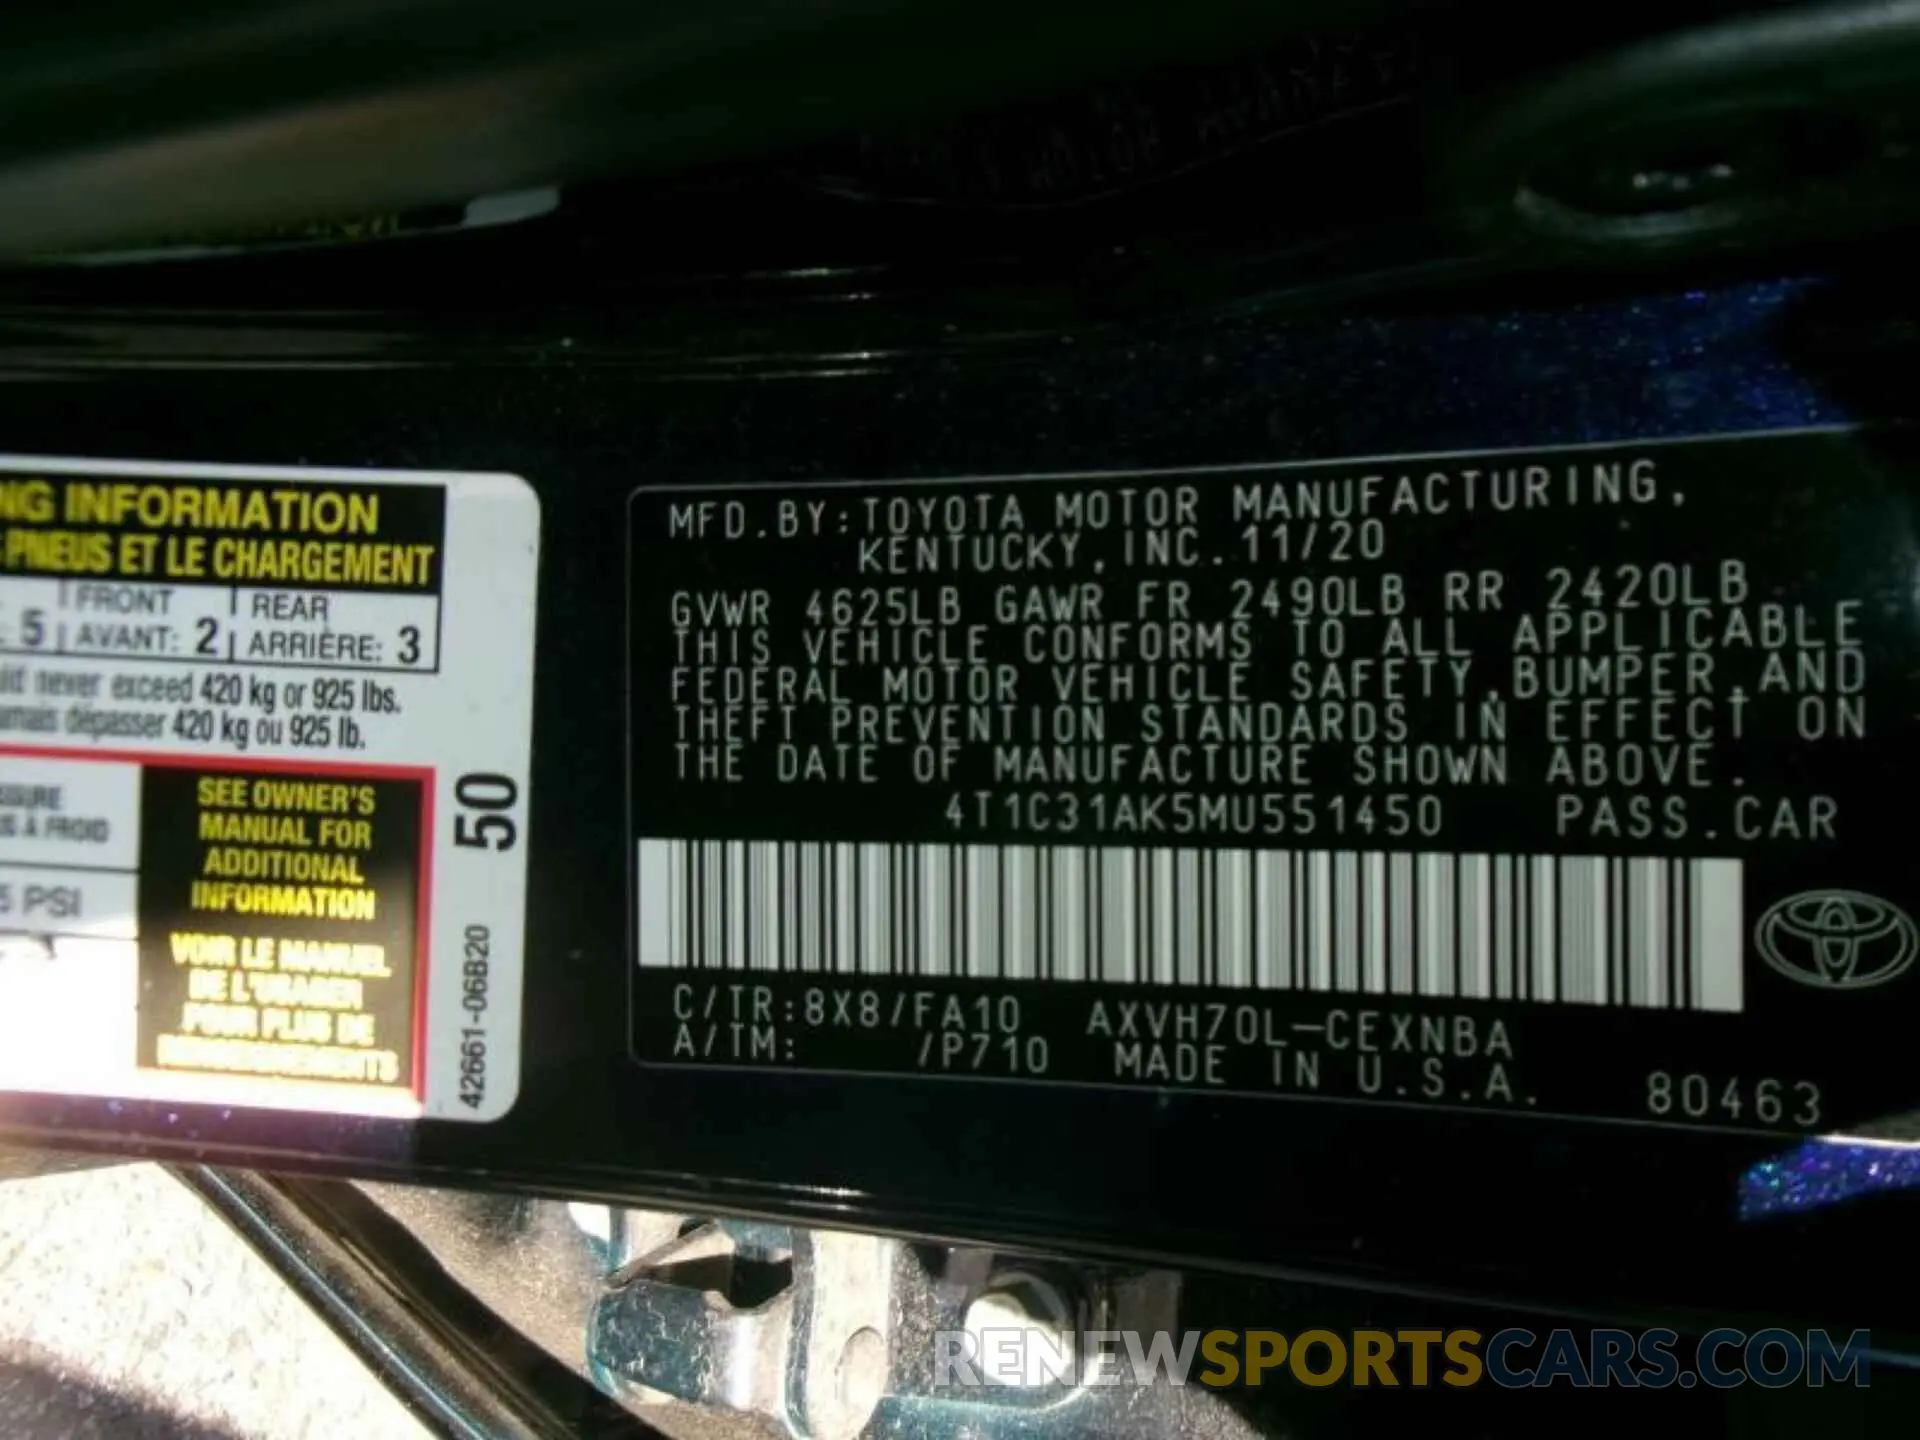 NG INFORMATION
PNEUS ET LE CHARGEMENT
5 FRONT AVANT: 2 REAR ARRIÈRE: 3
never exceed 420 kg or 925 lbs.
dépasser 420 kg ou 925 lb.
A FROID
5 PSI
SEE OWNER'S
MANUAL FOR
ADDITIONAL
INFORMATION
VOIR LE MANUEL
DE L'USAGER
POUR PLUS DE
RENSEIGNEMENTS
50
42661-06B20
MFD.BY:TOYOTA MOTOR MANUFACTURING,
KENTUCKY,INC.11/20
GVWR 4625LB GAWR FR 2490LB RR 2420LB
THIS VEHICLE CONFORMS TO ALL APPLICABLE
FEDERAL MOTOR VEHICLE SAFETY,BUMPER,AND
THEFT PREVENTION STANDARDS IN EFFECT ON
THE DATE OF MANUFACTURE SHOWN ABOVE.
4T1C31AK5MU551450 PASS.CAR
C/TR:8X8/FA10 AXVH70L-CEXNBA
A/TM: /P710 MADE IN U.S.A.
80463
RENEWSPORTSCARS.COM